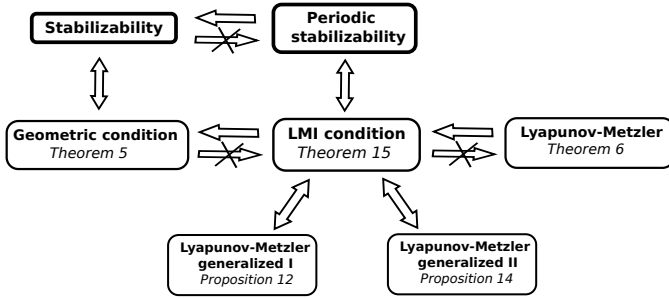 Stabilizability
Periodic
stabilizability
Geometric condition
Theorem 5
LMI condition
Theorem 15
Lyapunov-Metzler
Theorem 6
Lyapunov-Metzler
generalized I
Proposition 12
Lyapunov-Metzler
generalized II
Proposition 14